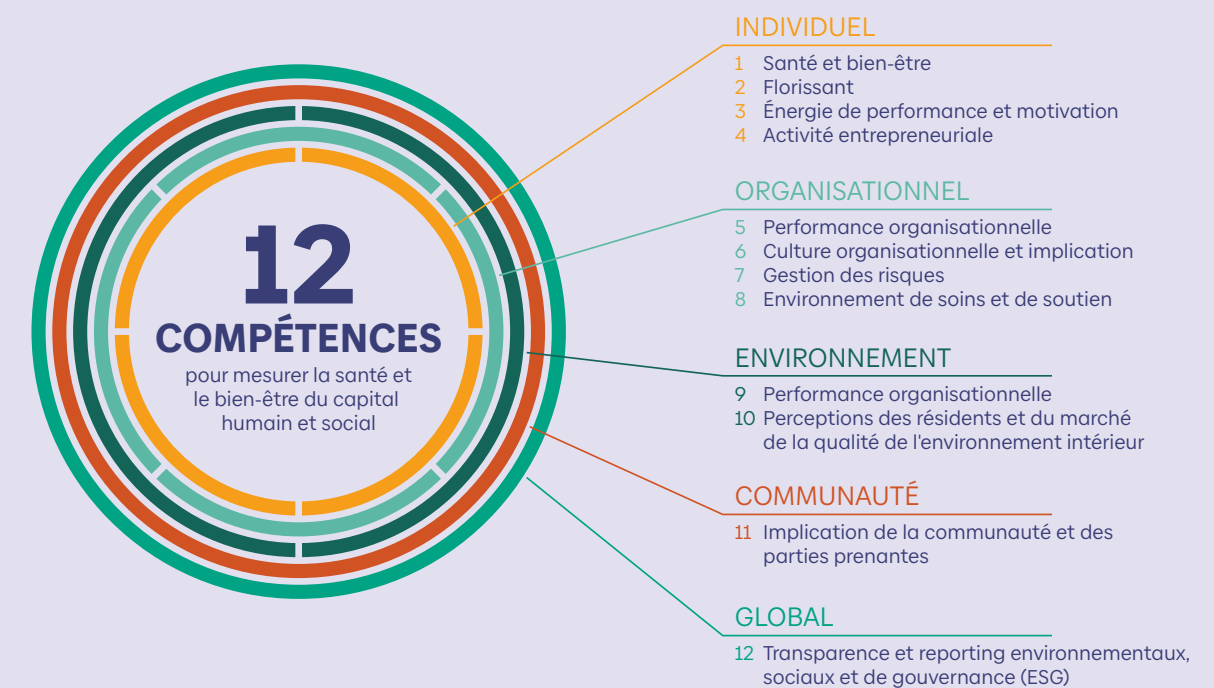 12
COMPÉTENCES
pour mesurer la santé et
le bien-être du capital
humain et social
INDIVIDUEL
1 Santé et bien-être
2 Florissant
3 Énergie de performance et motivation
4 Activité entrepreneuriale
ORGANISATIONNEL
5 Performance organisationnelle
6 Culture organisationnelle et implication
7 Gestion des risques
8 Environnement de soins et de soutien
ENVIRONNEMENT
9 Performance organisationnelle
10 Perceptions des résidents et du marché
de la qualité de l'environnement intérieur
COMMUNAUTÉ
11 Implication de la communauté et des
parties prenantes
GLOBAL
12 Transparence et reporting environnementaux,
sociaux et de gouvernance (ESG)